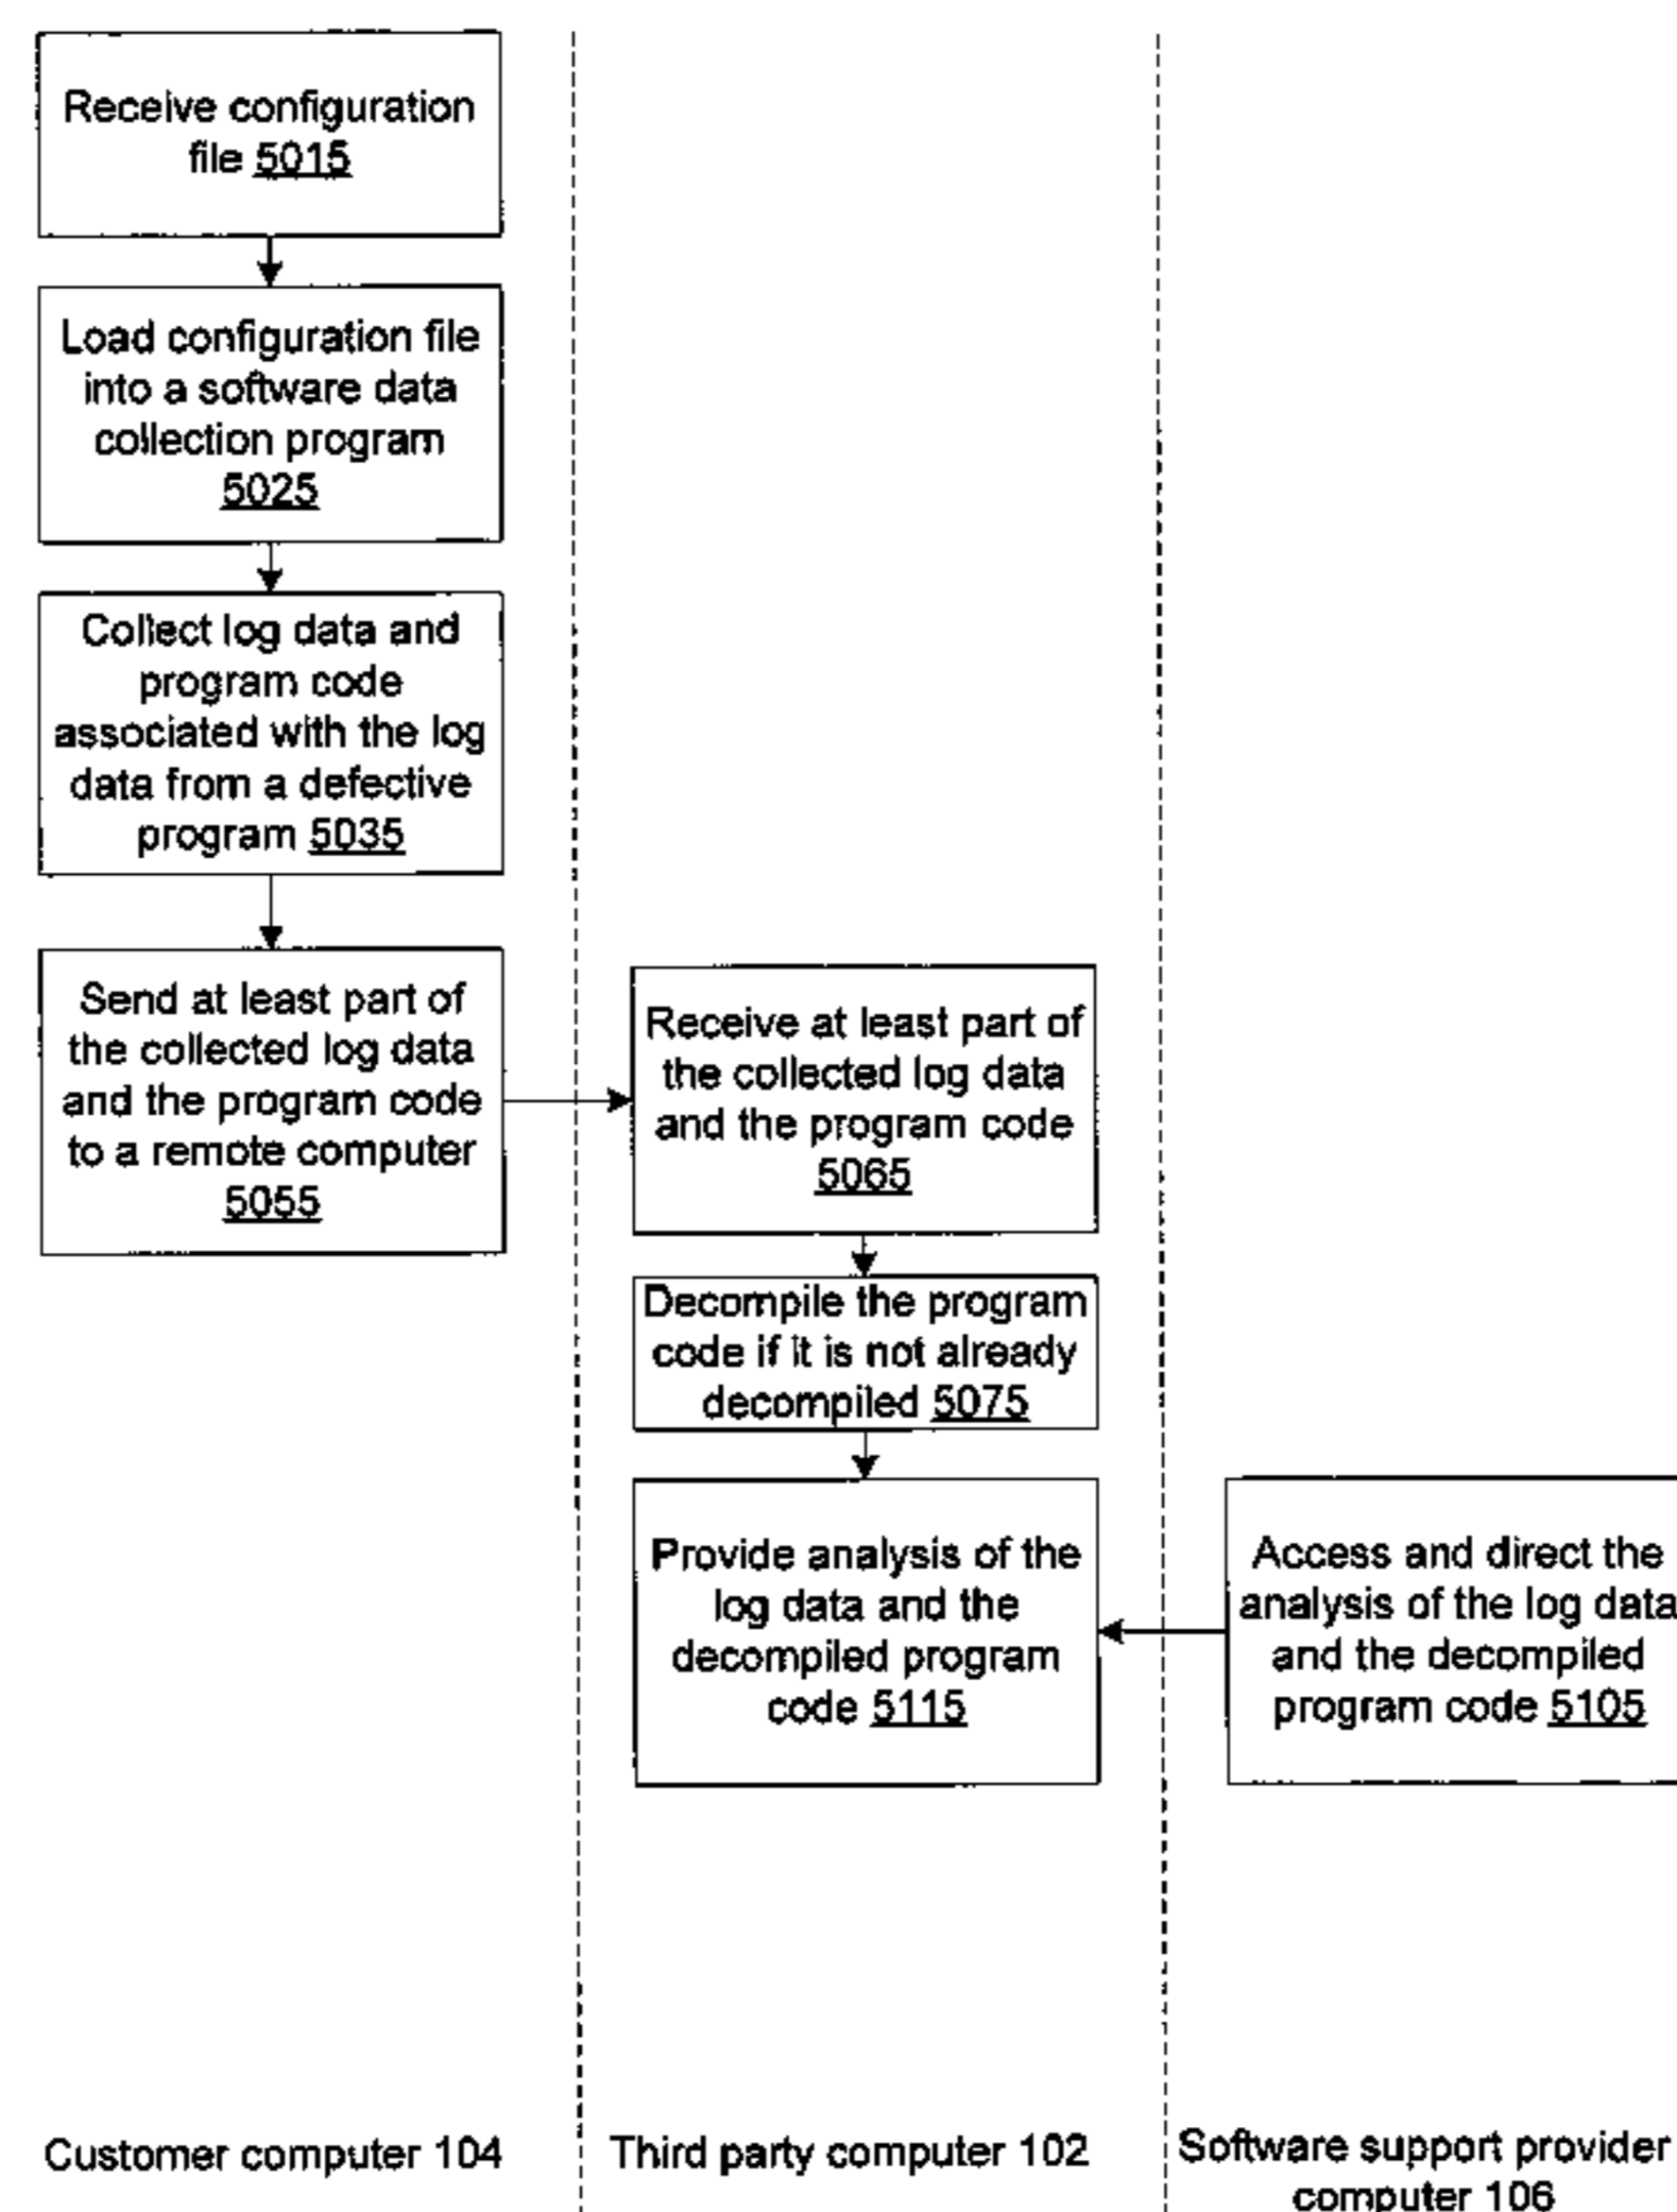 Receive configuration
file 5015
Load configuration file
into a software data
collection program
5025
Collect log data and
program code
associated with the log
data from a defective
program 5035
Send at least part of
the collected log data
and the program code
to a remote computer
5055
Receive at least part of
the collected log data
and the program code
5065
Decompile the program
code if it is not already
decompiled 5075
Provide analysis of the
log data and the
decompiled program
code 5115
Access and direct the
analysis of the log data
and the decompiled
program code 5105
Customer computer 104
Third party computer 102
Software support provider
computer 106